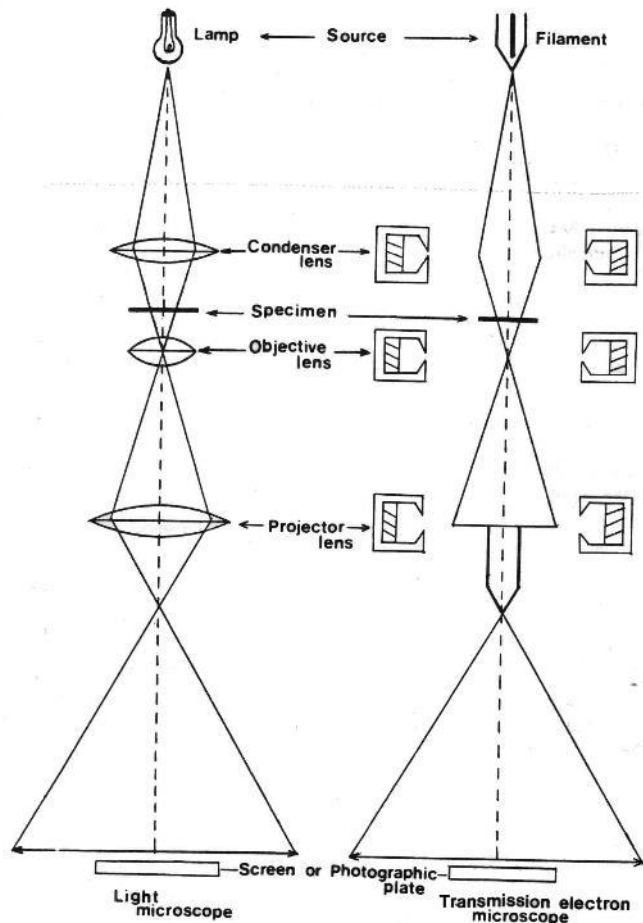 Lamp
Source
Filament
Condenser
lens
Specimen
Objective
lens
Projector
lens
Screen or Photographic
plate
Light
microscope
Transmission electron
microscope